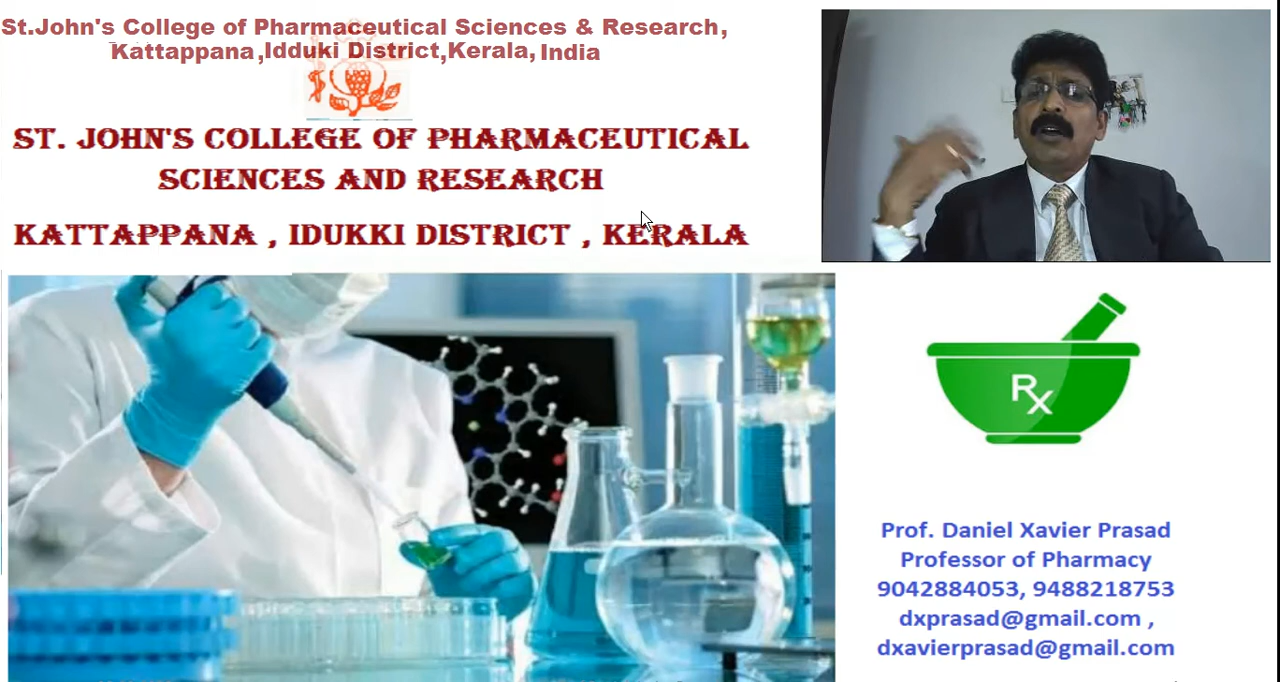 St.John's College of Pharmaceutical Sciences & Research,
Kattappana,Idduki District,Kerala, India
ST. JOHN'S COLLEGE OF PHARMACEUTICAL
SCIENCES AND RESEARCH
KATTAPPANA , IDUKKI DISTRICT , KERALA
Rx
Prof. Daniel Xavier Prasad
Professor of Pharmacy
9042884053, 9488218753
dxprasad@gmail.com ,
dxavierprasad@gmail.com